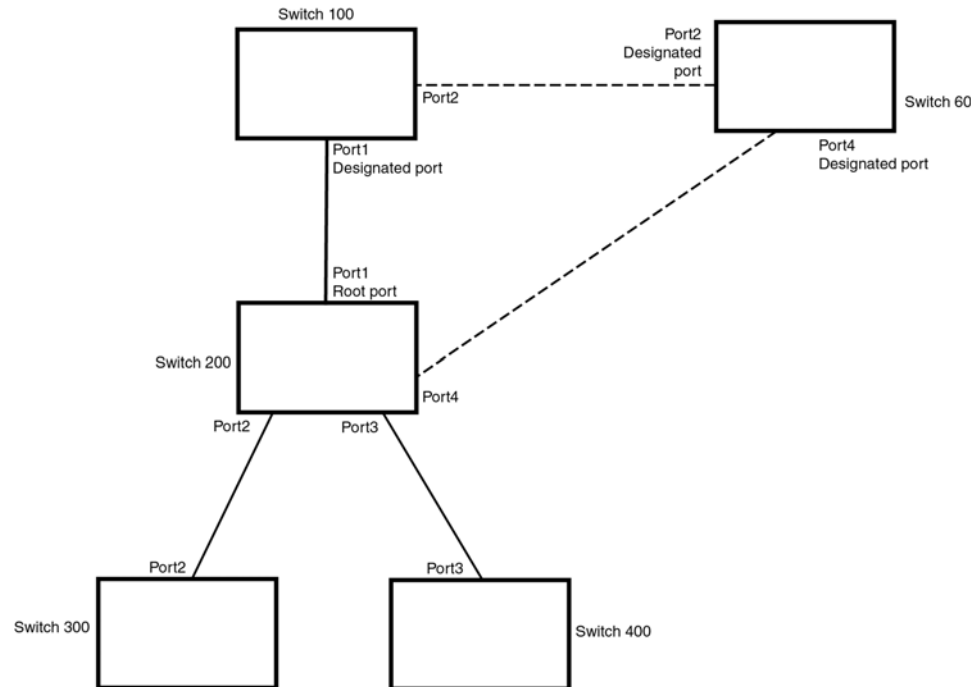 Switch 100
Port2
Designated
port
Port2
Switch 60
Port1
Designated port
Port4
Designated port
Port1
Root port
Switch 200
Port4
Port2
Port3
Port2
Port3
Switch 300
Switch 400